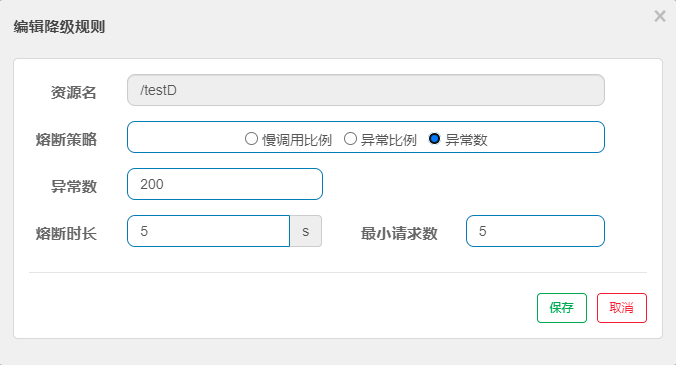 编辑降级规则 ×
资源名 /testD
熔断策略 慢调用比例 异常比例 异常数
异常数 200
熔断时长 5 s 最小请求数 5
保存 取消